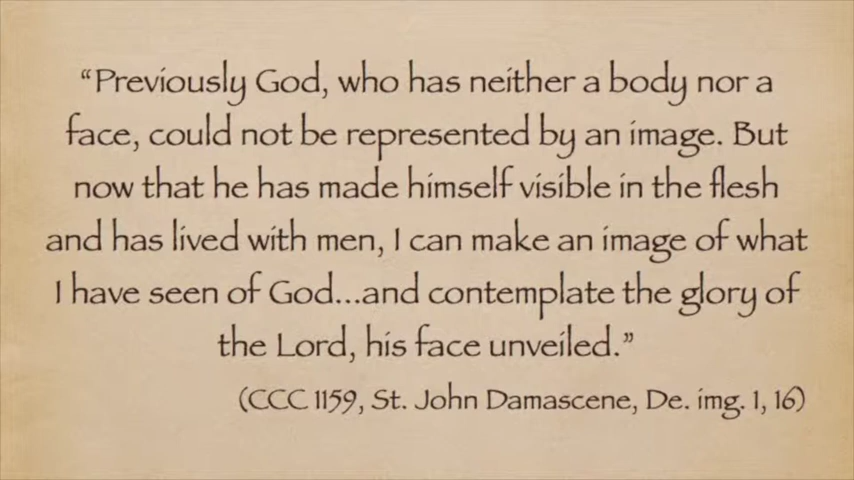 “Previously God, who has neither a body nor a
face, could not be represented by an image. But
now that he has made himself visible in the flesh
and has lived with men, I can make an image of what
I have seen of God...and contemplate the glory of
the Lord, his face unveiled.”
(CCC 1159, St. John Damascene, De. img. 1, 16)